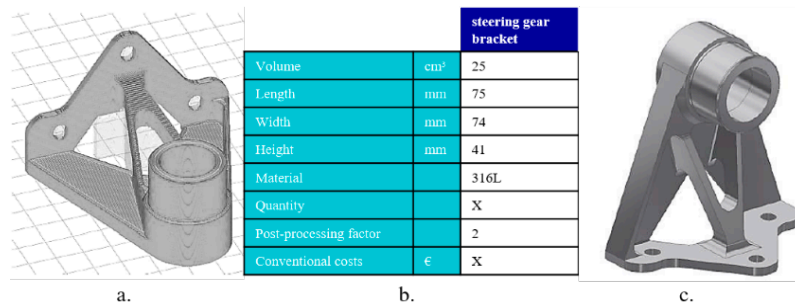 steering gear
bracket
Volume cm³ 25
Length mm 75
Width mm 74
Height mm 41
Material 316L
Quantity X
Post-processing factor 2
Conventional costs € X
a. b. c.